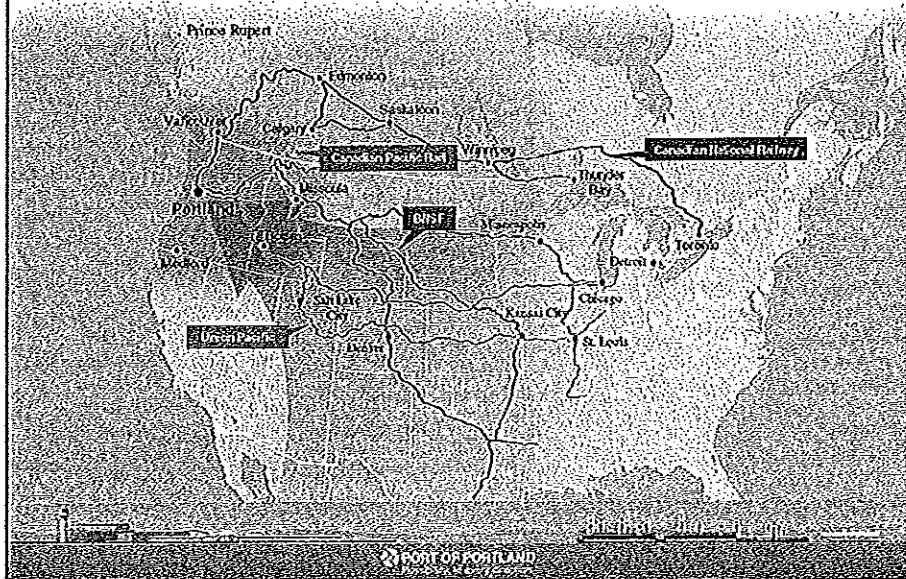 Prince Rupert
Edmonton
Saskatoon
Vancouver
Calgary
Winnipeg
Canadian Pacific Rail
Canadian National Railway
Thunder
Bay
Missoula
Portland
BNSF
Minneapolis
Toronto
Detroit
Medford
Chicago
Salt Lake
City
Kansas City
Union Pacific
Denver
St. Louis
PORT OF PORTLAND